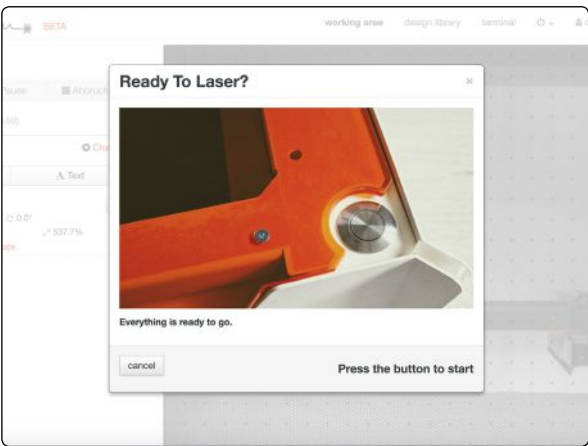 BETA
working area design library terminal
Ready To Laser?
×
Pause Abbruch
A Text
0.0°
537.7%
Everything is ready to go.
cancel
Press the button to start